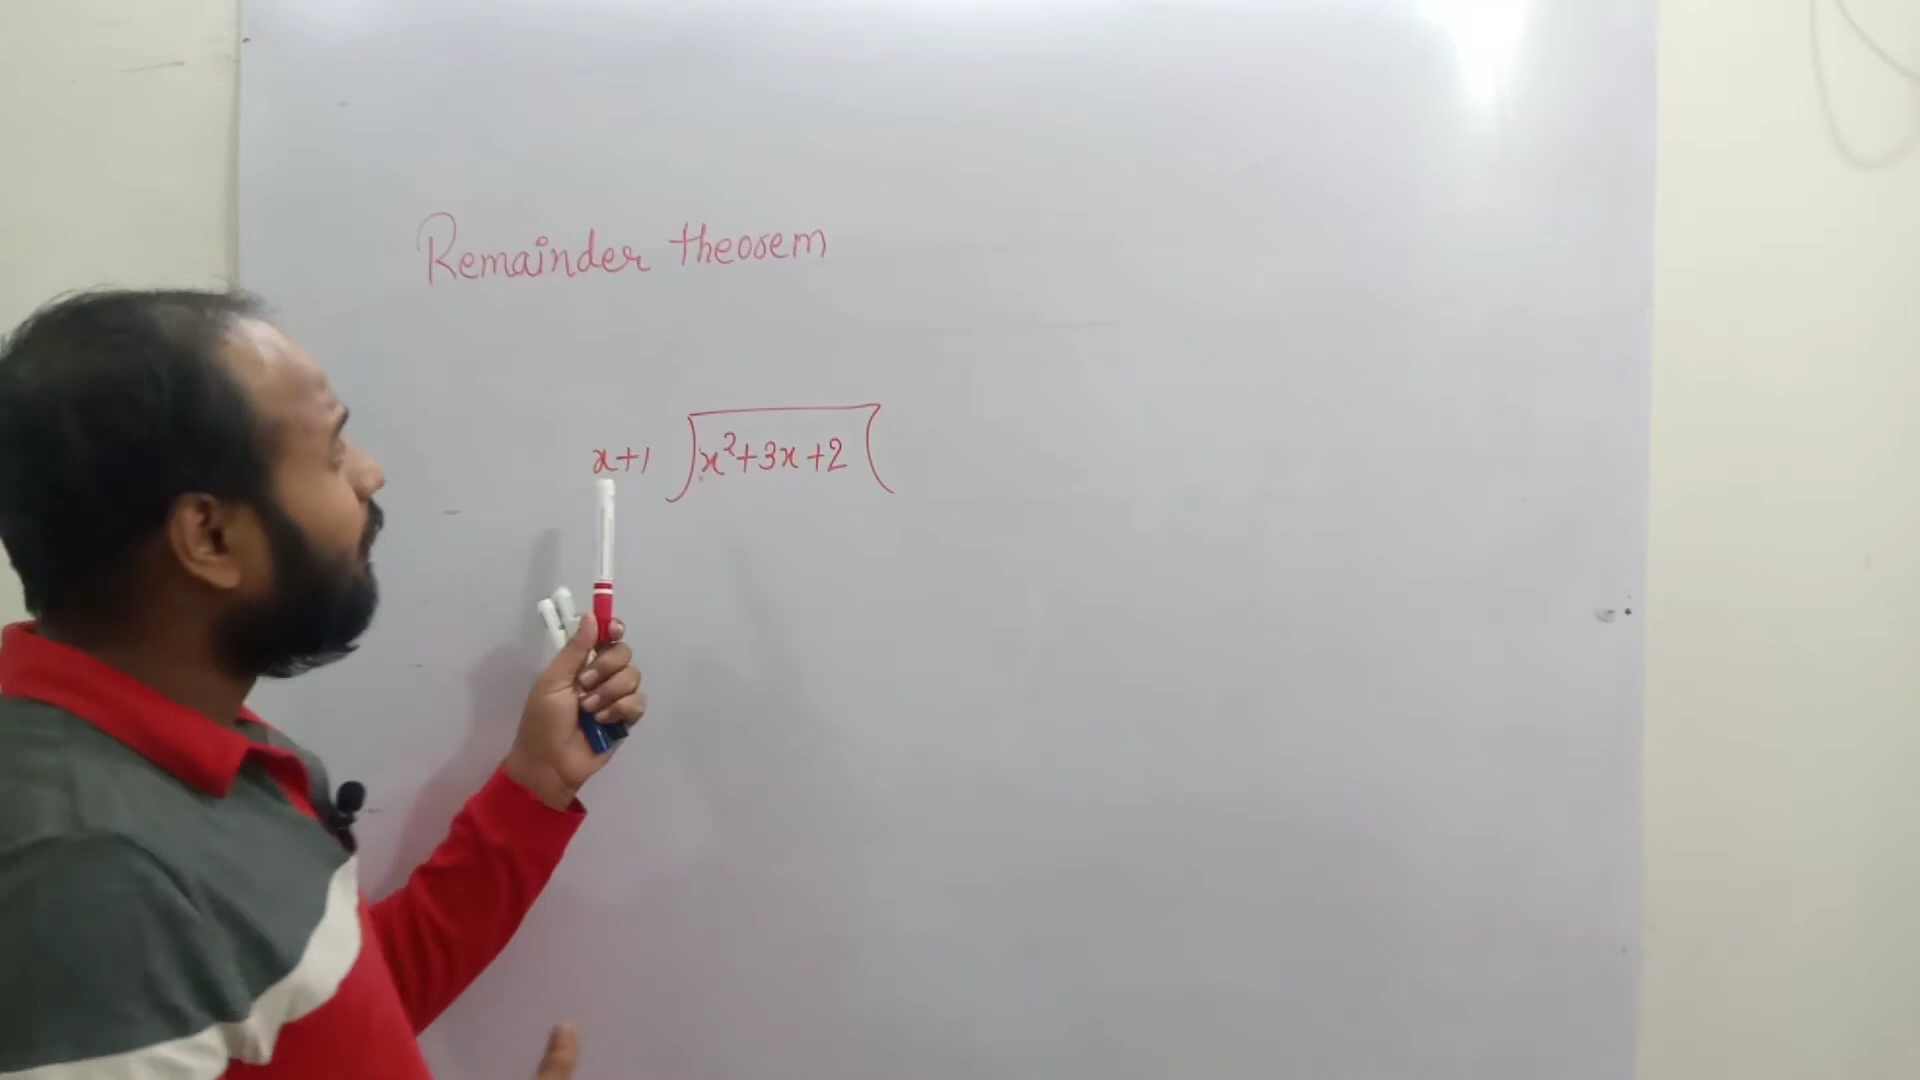 Remainder theorem
x+1 ) x²+3x+2 (